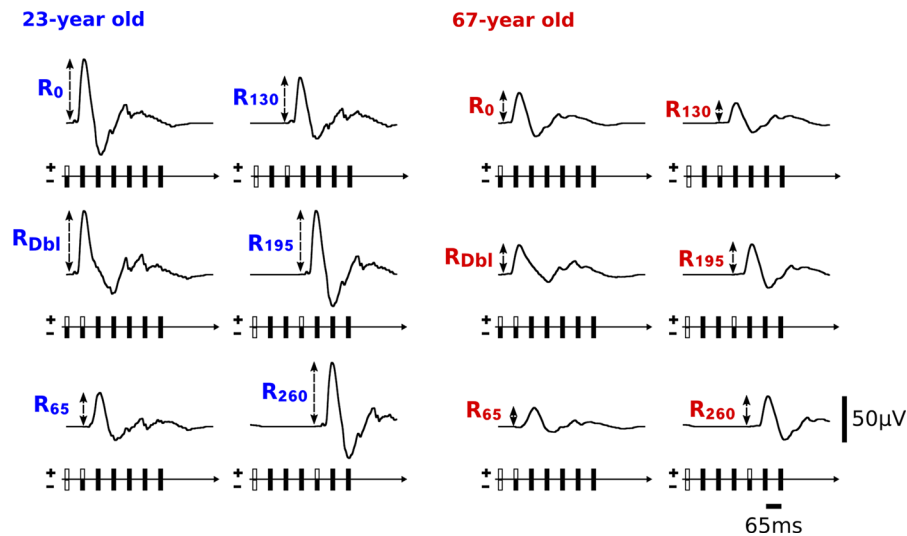 23-year old
67-year old
R0
R130
R0
R130
+
−
+
−
+
−
+
−
RDbl
R195
RDbl
R195
+
−
+
−
+
−
+
−
R65
R260
R65
R260
50µV
+
−
+
−
+
−
+
−
65ms